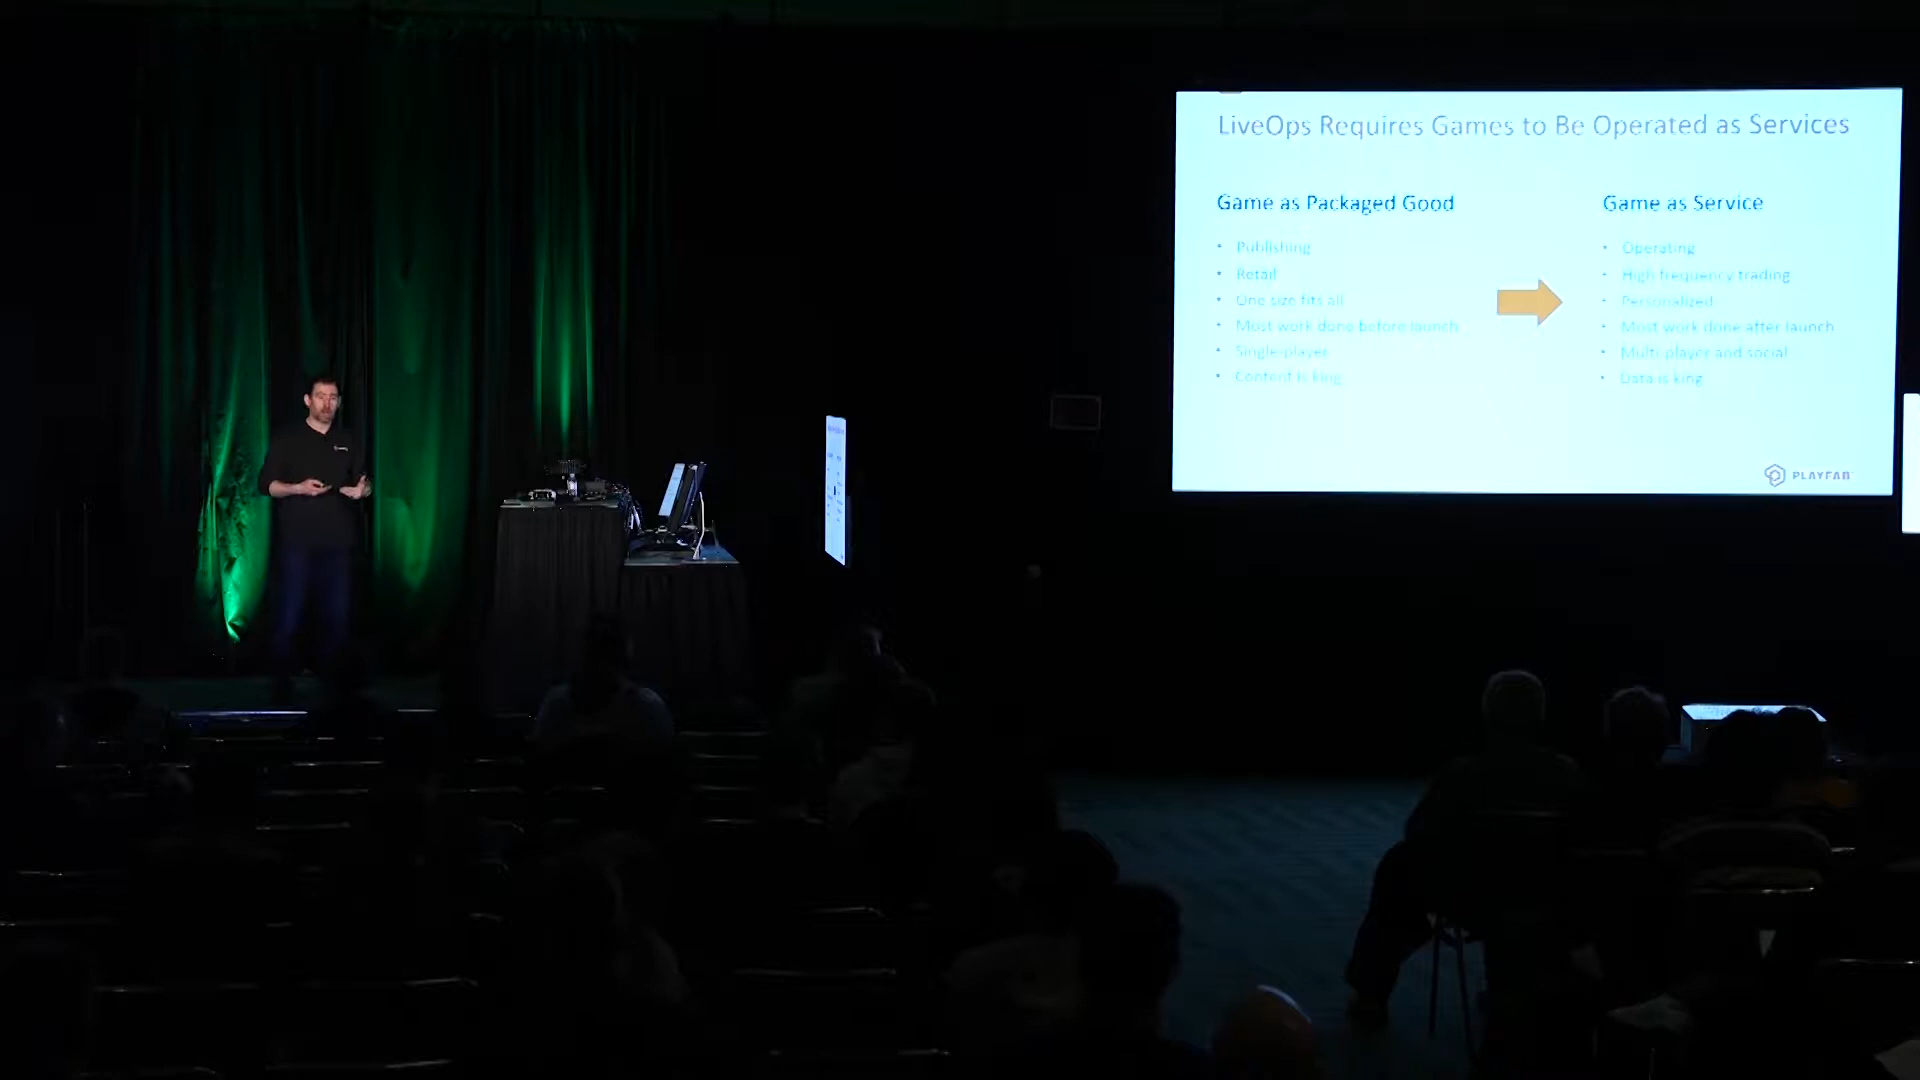 LiveOps Requires Games to Be Operated as Services
Game as Packaged Good
• Publishing
• Retail
• One size fits all
• Most work done before launch
• Single-player
• Content is king
Game as Service
• Operating
• High frequency trading
• Personalized
• Most work done after launch
• Multi-player and social
• Data is king
PLAYFAB